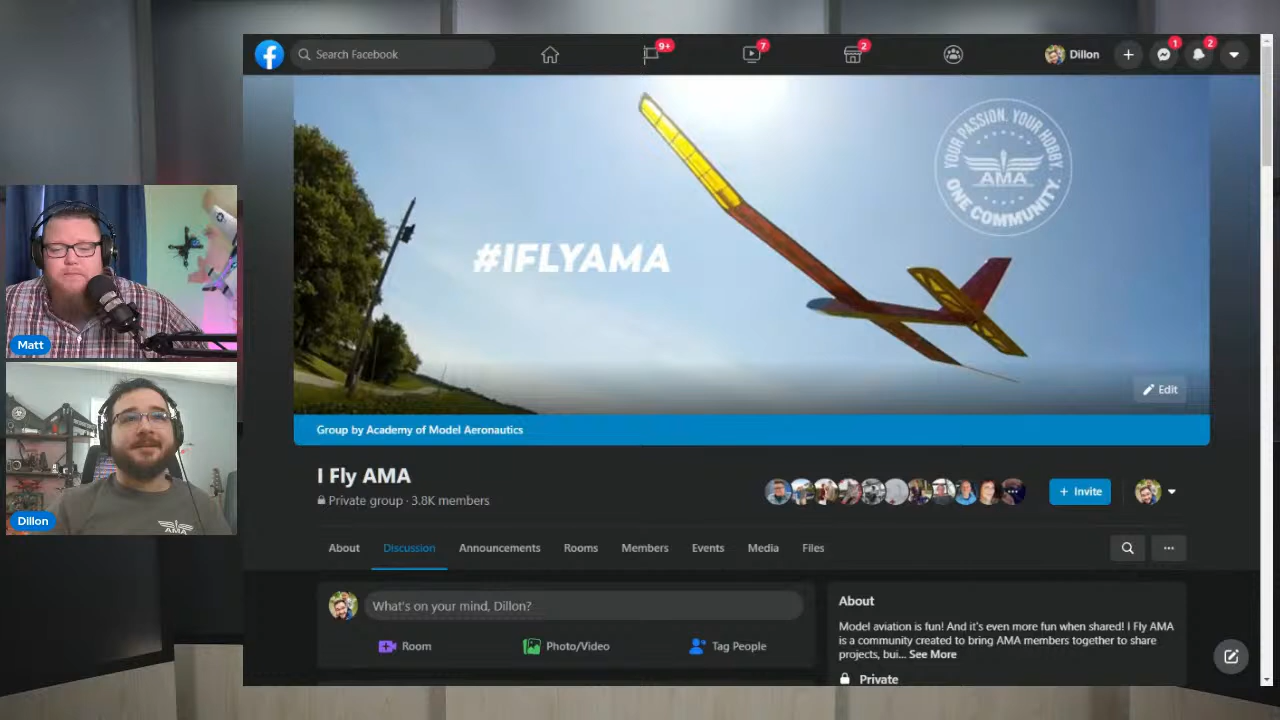 Search Facebook
9+
7
2
Dillon
1
2
YOUR PASSION. YOUR HOBBY.
AMA
ONE COMMUNITY.
#IFLYAMA
Edit
Group by Academy of Model Aeronautics
I Fly AMA
Private group · 3.8K members
+ Invite
About
Discussion
Announcements
Rooms
Members
Events
Media
Files
What's on your mind, Dillon?
Room
Photo/Video
Tag People
About
Model aviation is fun! And it's even more fun when shared! I Fly AMA
is a community created to bring AMA members together to share
projects, bui... See More
Private
Matt
Dillon
AMA